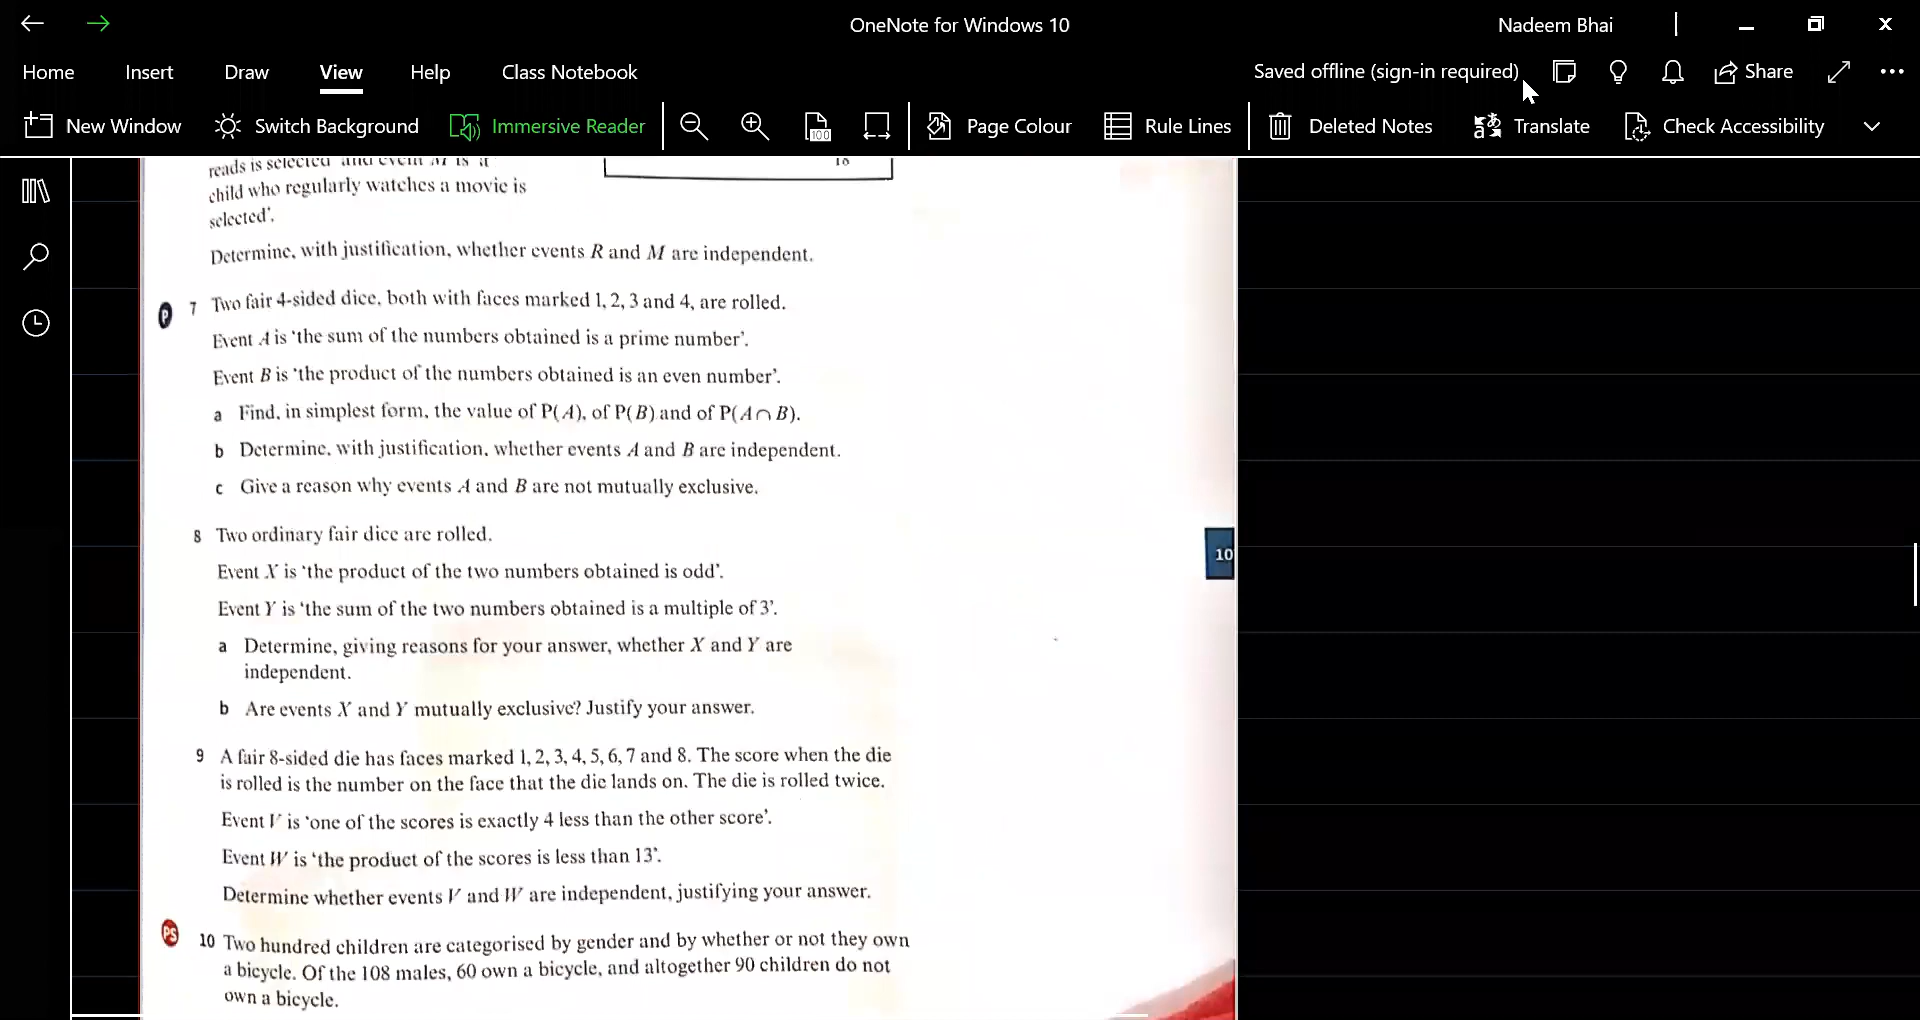 OneNote for Windows 10
Nadeem Bhai
Home Insert Draw View Help Class Notebook
Saved offline (sign-in required) Share
New Window Switch Background Immersive Reader 100 Page Colour Rule Lines Deleted Notes Translate Check Accessibility
reads is selected and event M is 'a
18
child who regularly watches a movie is
selected'.
Determine, with justification, whether events R and M are independent.
P 7 Two fair 4-sided dice, both with faces marked 1, 2, 3 and 4, are rolled.
Event A is 'the sum of the numbers obtained is a prime number'.
Event B is 'the product of the numbers obtained is an even number'.
a Find, in simplest form, the value of P(A), of P(B) and of P(A∩B).
b Determine, with justification, whether events A and B are independent.
c Give a reason why events A and B are not mutually exclusive.
8 Two ordinary fair dice are rolled.
10
Event X is 'the product of the two numbers obtained is odd'.
Event Y is 'the sum of the two numbers obtained is a multiple of 3'.
a Determine, giving reasons for your answer, whether X and Y are
independent.
b Are events X and Y mutually exclusive? Justify your answer.
9 A fair 8-sided die has faces marked 1, 2, 3, 4, 5, 6, 7 and 8. The score when the die
is rolled is the number on the face that the die lands on. The die is rolled twice.
Event V is 'one of the scores is exactly 4 less than the other score'.
Event W is 'the product of the scores is less than 13'.
Determine whether events V and W are independent, justifying your answer.
PS 10 Two hundred children are categorised by gender and by whether or not they own
a bicycle. Of the 108 males, 60 own a bicycle, and altogether 90 children do not
own a bicycle.